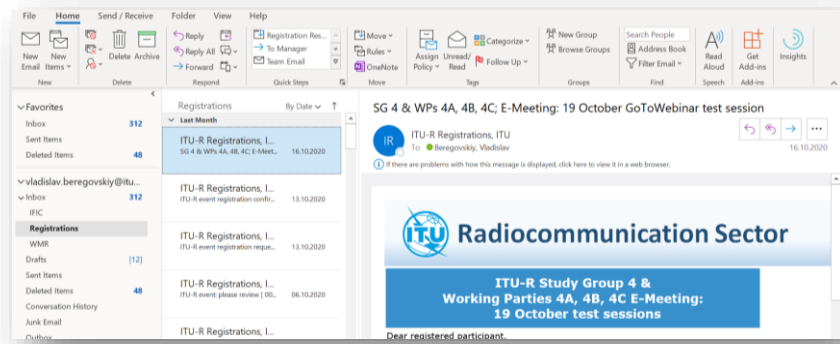 File Home Send / Receive Folder View Help
New Email New Items
New
Delete Archive
Delete
Reply
Reply All
Forward
Respond
Registration Res...
To Manager
Team Email
Quick Steps
Move
Rules
OneNote
Move
Assign Policy Unread/ Read
Categorize
Follow Up
Tags
New Group
Browse Groups
Groups
Search People
Address Book
Filter Email
Find
Read Aloud
Speech
Get Add-ins
Add-ins
Insights
Favorites
Inbox 312
Sent Items
Deleted Items 48
vladislav.beregovskiy@itu...
Inbox 312
IFIC
Registrations
WMR
Drafts [12]
Sent Items
Deleted Items 48
Conversation History
Junk Email
Outbox
Registrations By Date
Last Month
ITU-R Registrations, I...
SG 4 & WPs 4A, 4B, 4C; E-Meet... 16.10.2020
ITU-R Registrations, I...
ITU-R event registration confir... 13.10.2020
ITU-R Registrations, I...
ITU-R event registration reque... 13.10.2020
ITU-R Registrations, I...
ITU-R event: please review [ 00... 06.10.2020
ITU-R Registrations, I...
SG 4 & WPs 4A, 4B, 4C; E-Meeting: 19 October GoToWebinar test session
IR
ITU-R Registrations, ITU
To Beregovskiy, Vladislav
16.10.2020
If there are problems with how this message is displayed, click here to view it in a web browser.
ITU Radiocommunication Sector
ITU-R Study Group 4 &
Working Parties 4A, 4B, 4C E-Meeting:
19 October test sessions
Dear registered participant,